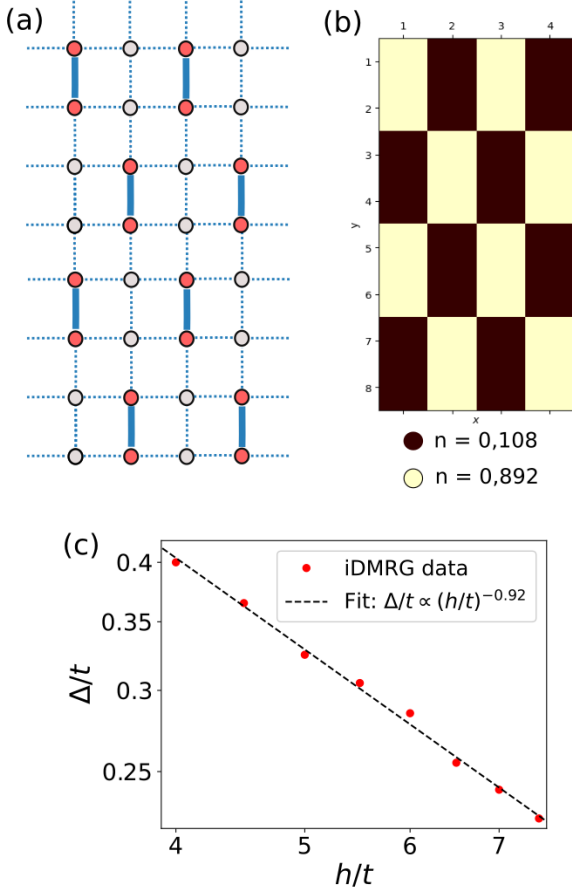 (a)
(b)
1 2 3 4
1
2
3
4
5
6
7
8
y
x
n = 0,108
n = 0,892
(c)
0.4
0.35
0.3
0.25
Δ/t
iDMRG data
Fit: Δ/t ∝ (h/t)^−0.92
4 5 6 7
h/t